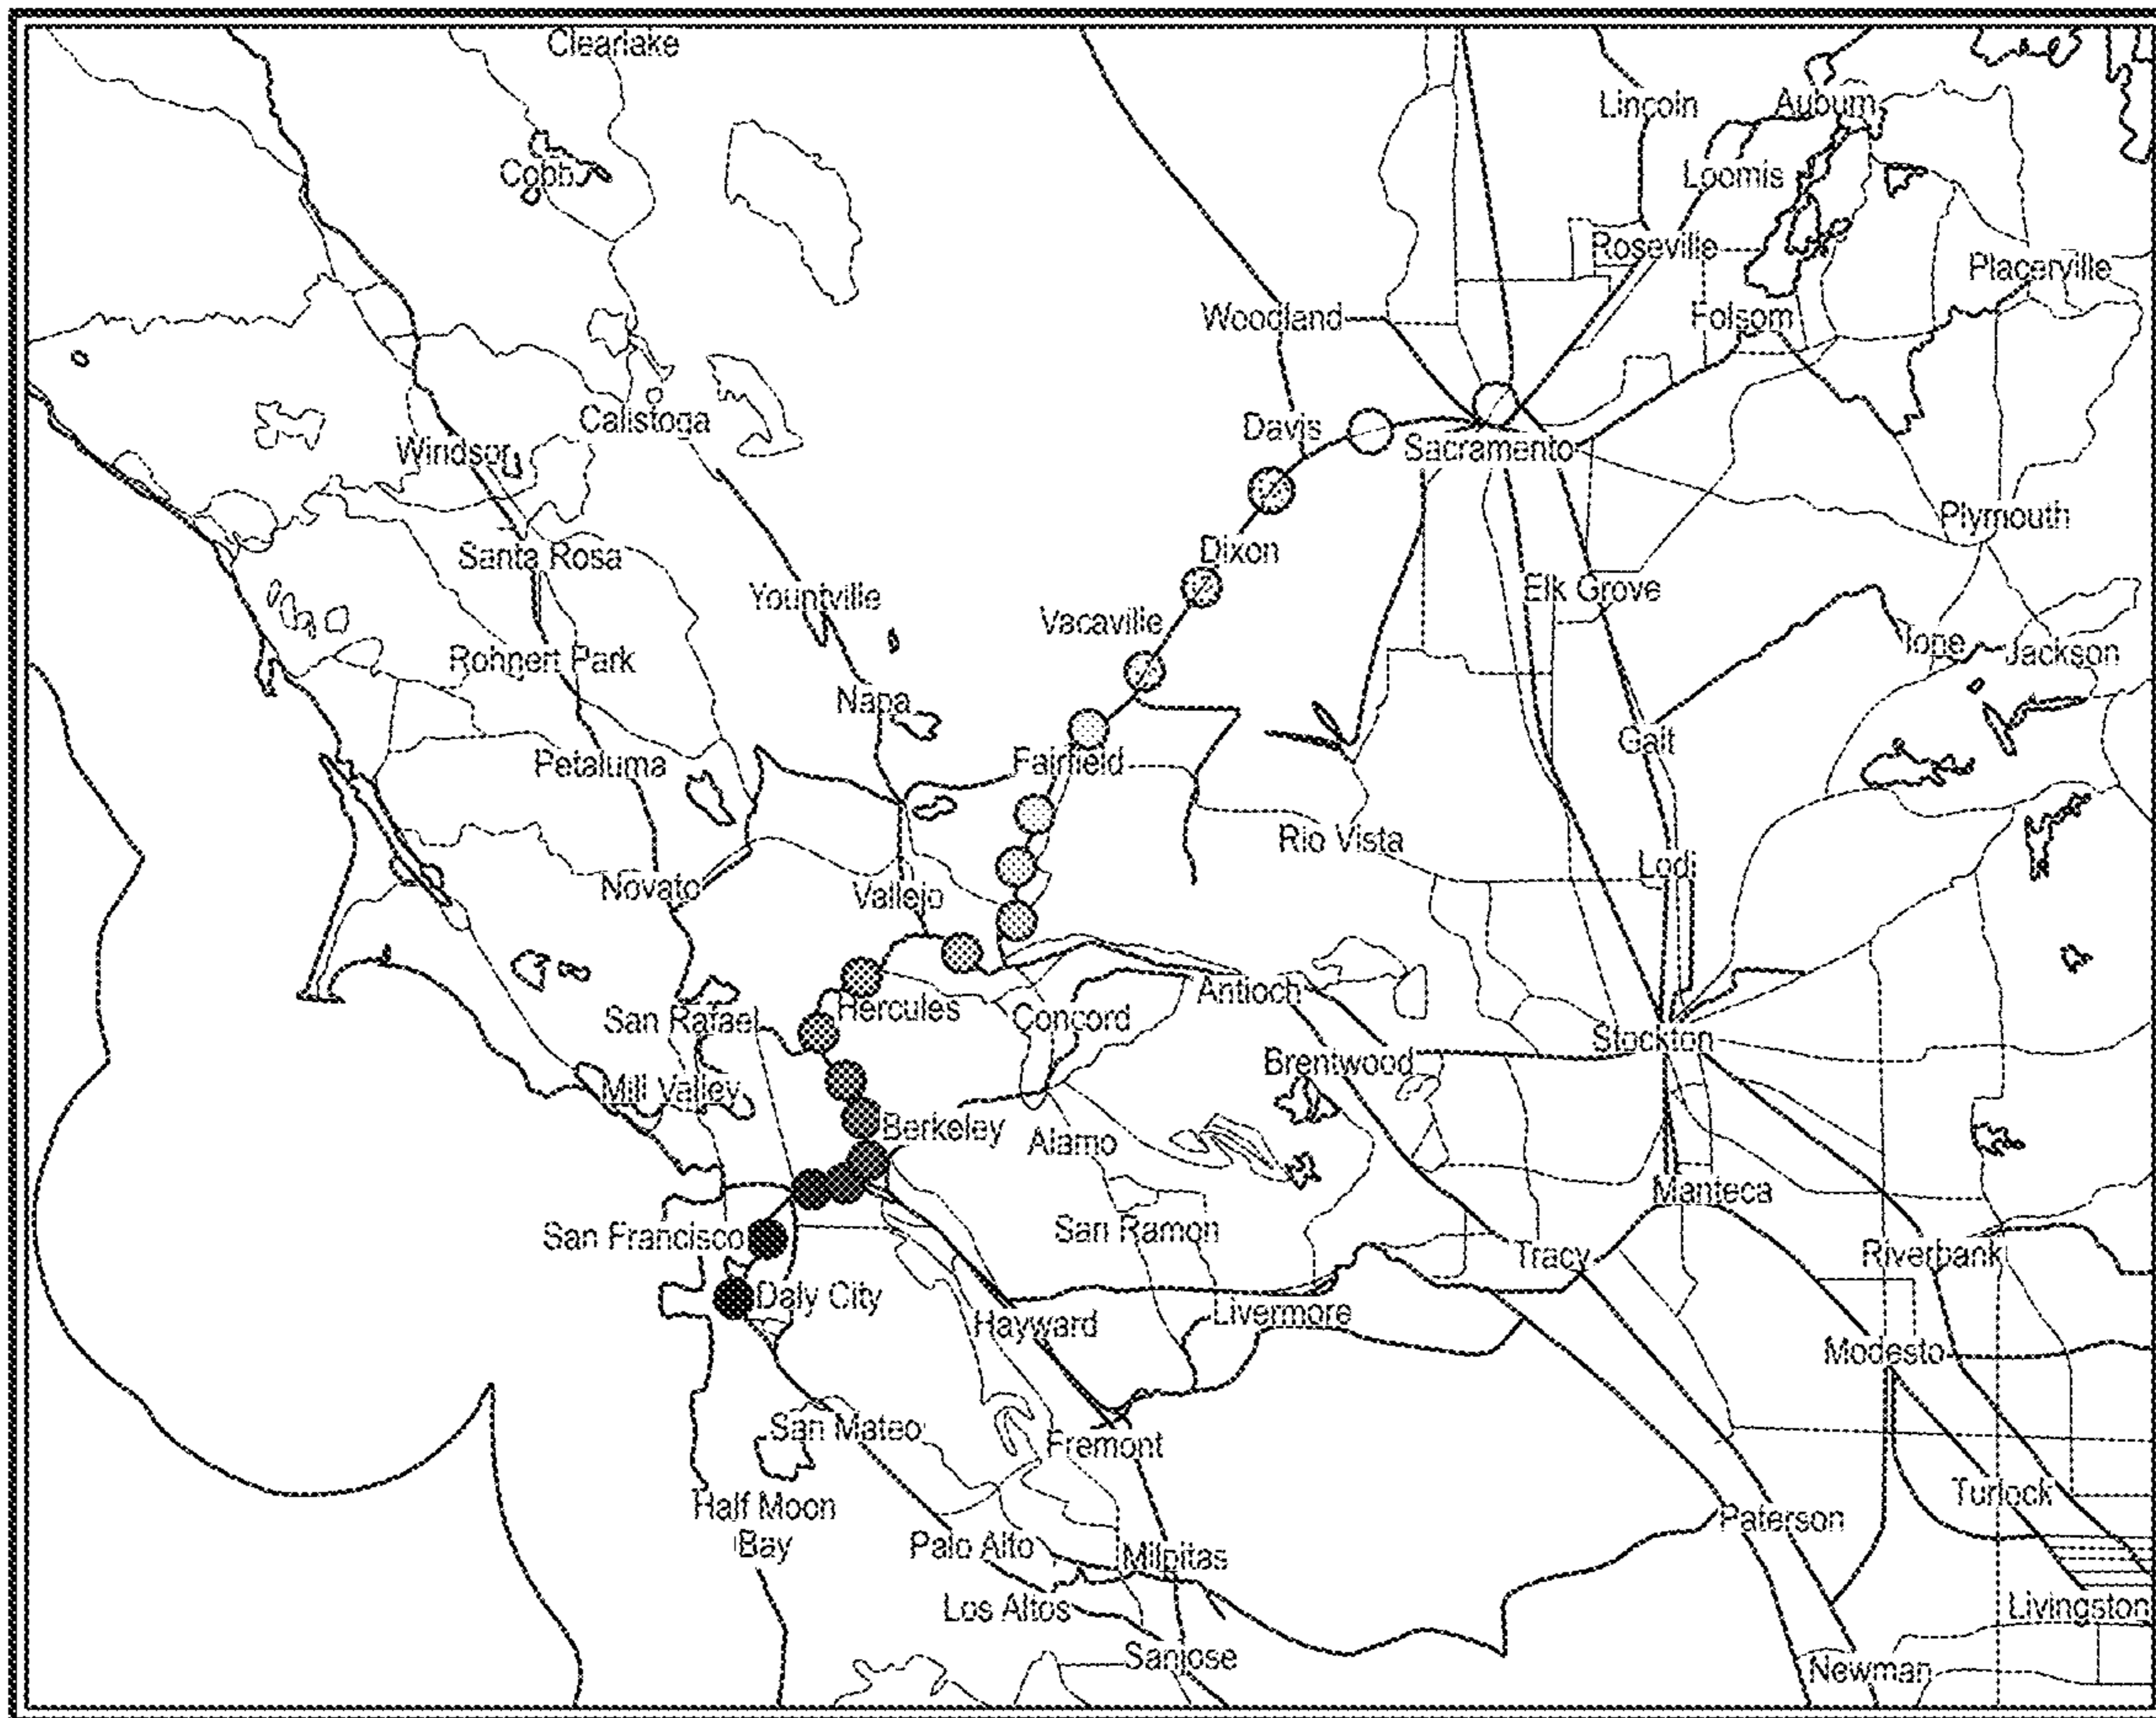 Clearlake
Lincoln
Auburn
Cobb
Loomis
Roseville
Placerville
Woodland
Folsom
Calistoga
Davis
Windsor
Sacramento
Plymouth
Santa Rosa
Dixon
Yountville
Elk Grove
Vacaville
Ione
Jackson
Rohnert Park
Napa
Galt
Petaluma
Fairfield
Rio Vista
Lodi
Novato
Vallejo
Antioch
Hercules
San Rafael
Concord
Stockton
Brentwood
Mill Valley
Berkeley
Alamo
Manteca
San Ramon
San Francisco
Tracy
Riverbank
Daly City
Livermore
Hayward
Modesto
San Mateo
Fremont
Turlock
Half Moon
Bay
Paterson
Palo Alto
Milpitas
Los Altos
Livingston
San Jose
Newman